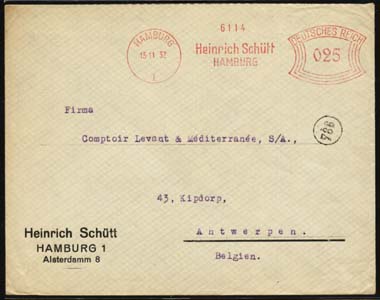 HAMBURG
15.11.32
1
6114
Heinrich Schütt
HAMBURG
DEUTSCHES REICH
025
Firma
Comptoir Levant & Méditerranée, S/A.,
43, Kipdorp,
Antwerpen.
Belgien.
Heinrich Schütt
HAMBURG 1
Alsterdamm 8